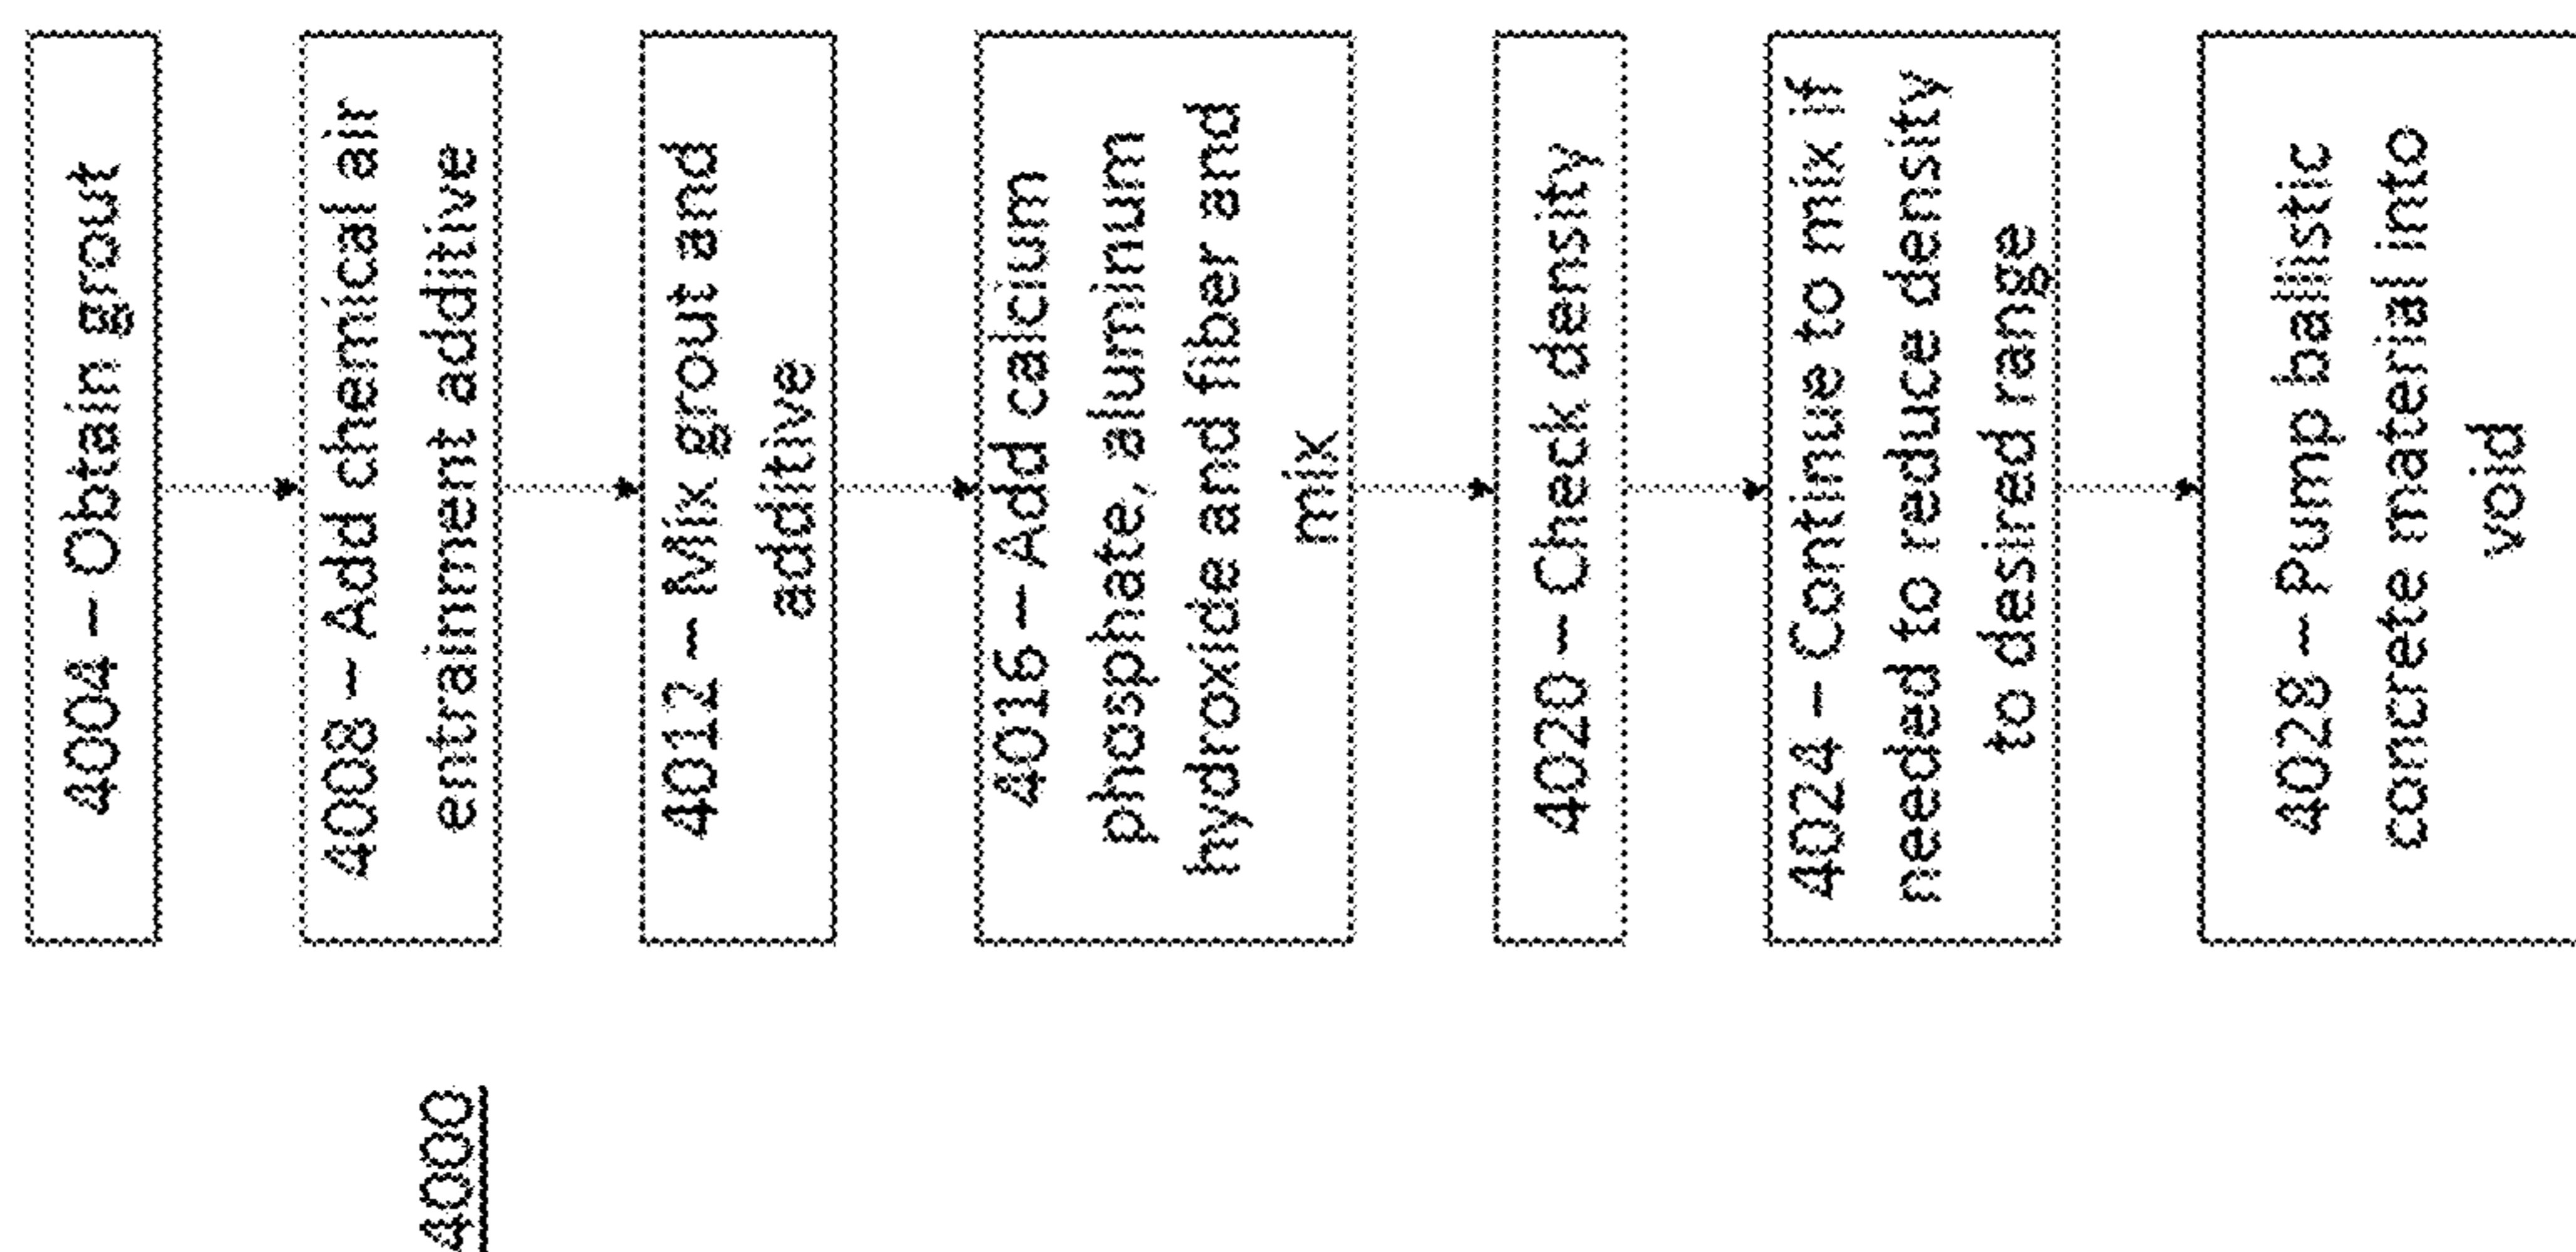 4004 – Obtain grout
4008 – Add chemical air
entrainment additive
4012 – Mix grout and
additive
4016 – Add calcium
phosphate, aluminum
hydroxide and fiber and
mix
4020 – Check density
4024 – Continue to mix if
needed to reduce density
to desired range
4028 – Pump ballistic
concrete material into
void
4000